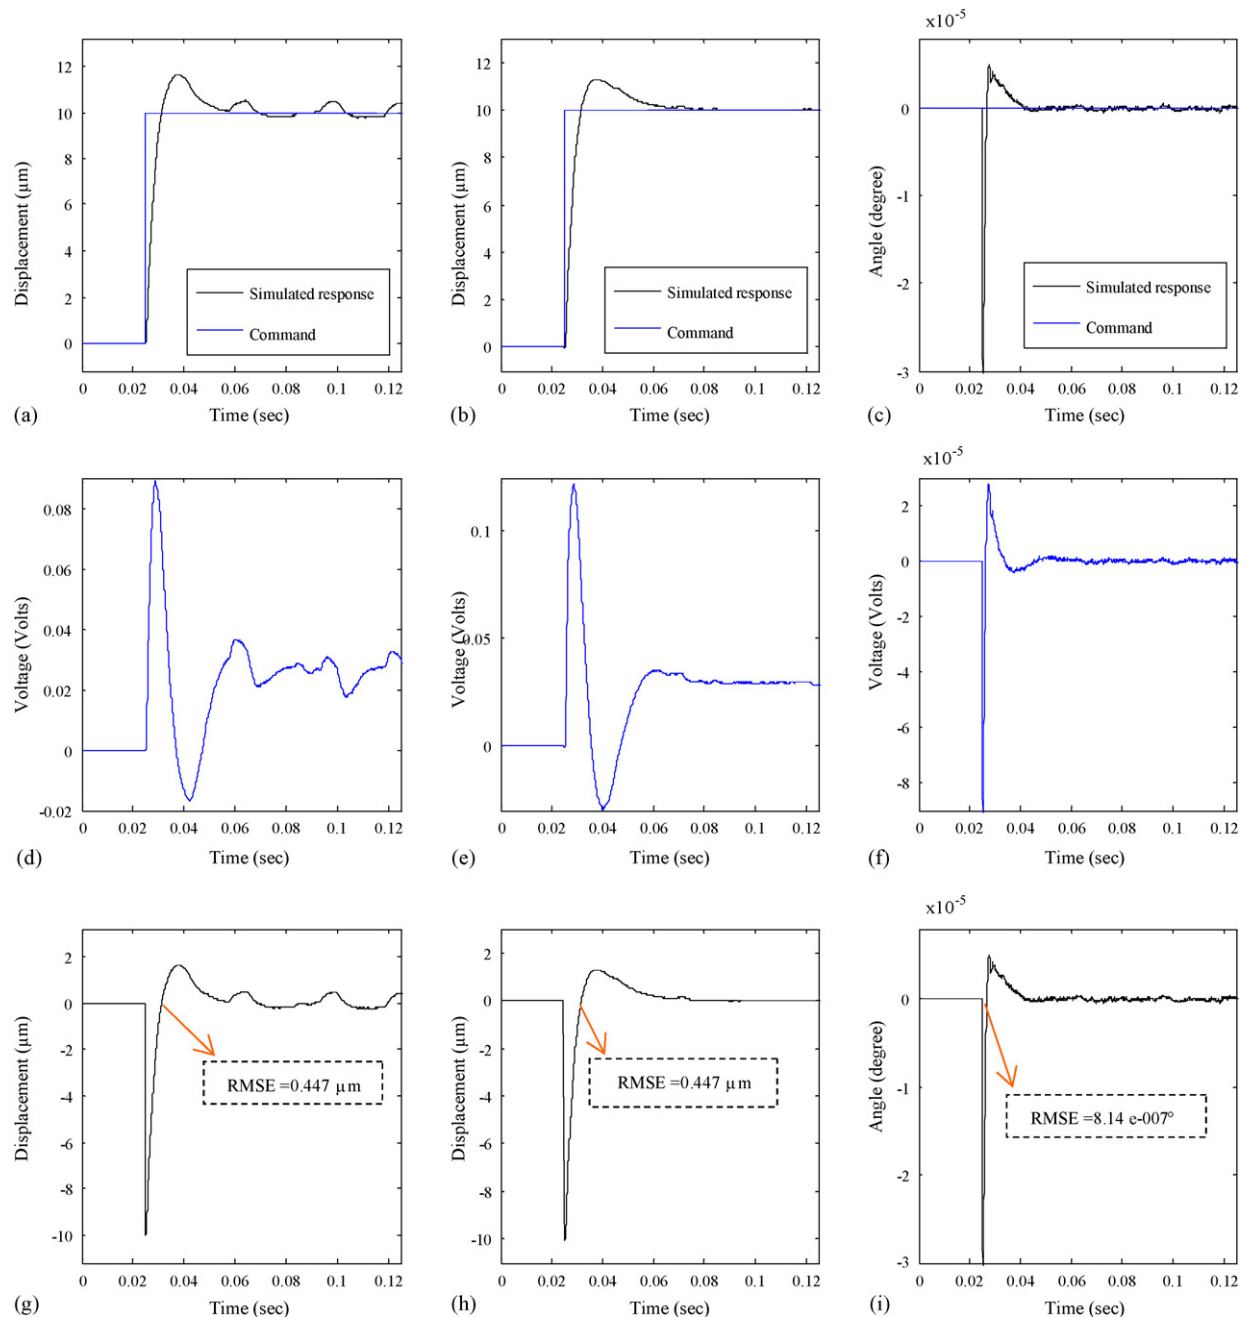 x10-5
12
10
8
6
4
2
0
Displacement (µm)
Simulated response
Command
0 0.02 0.04 0.06 0.08 0.1 0.12
Time (sec)
(a)
12
10
8
6
4
2
0
Displacement (µm)
Simulated response
Command
0 0.02 0.04 0.06 0.08 0.1 0.12
Time (sec)
(b)
0
-1
-2
-3
Angle (degree)
Simulated response
Command
0 0.02 0.04 0.06 0.08 0.1 0.12
Time (sec)
(c)
0.08
0.06
0.04
0.02
0
-0.02
Voltage (Volts)
0 0.02 0.04 0.06 0.08 0.1 0.12
Time (sec)
(d)
0.1
0.05
0
Voltage (Volts)
0 0.02 0.04 0.06 0.08 0.1 0.12
Time (sec)
(e)
x10-5
2
0
-2
-4
-6
-8
Voltage (Volts)
0 0.02 0.04 0.06 0.08 0.1 0.12
Time (sec)
(f)
2
0
-2
-4
-6
-8
-10
Displacement (µm)
RMSE =0.447 µm
0 0.02 0.04 0.06 0.08 0.1 0.12
Time (sec)
(g)
2
0
-2
-4
-6
-8
-10
Displacement (µm)
RMSE =0.447 µm
0 0.02 0.04 0.06 0.08 0.1 0.12
Time (sec)
(h)
x10-5
0
-1
-2
-3
Angle (degree)
RMSE =8.14 e-007°
0 0.02 0.04 0.06 0.08 0.1 0.12
Time (sec)
(i)